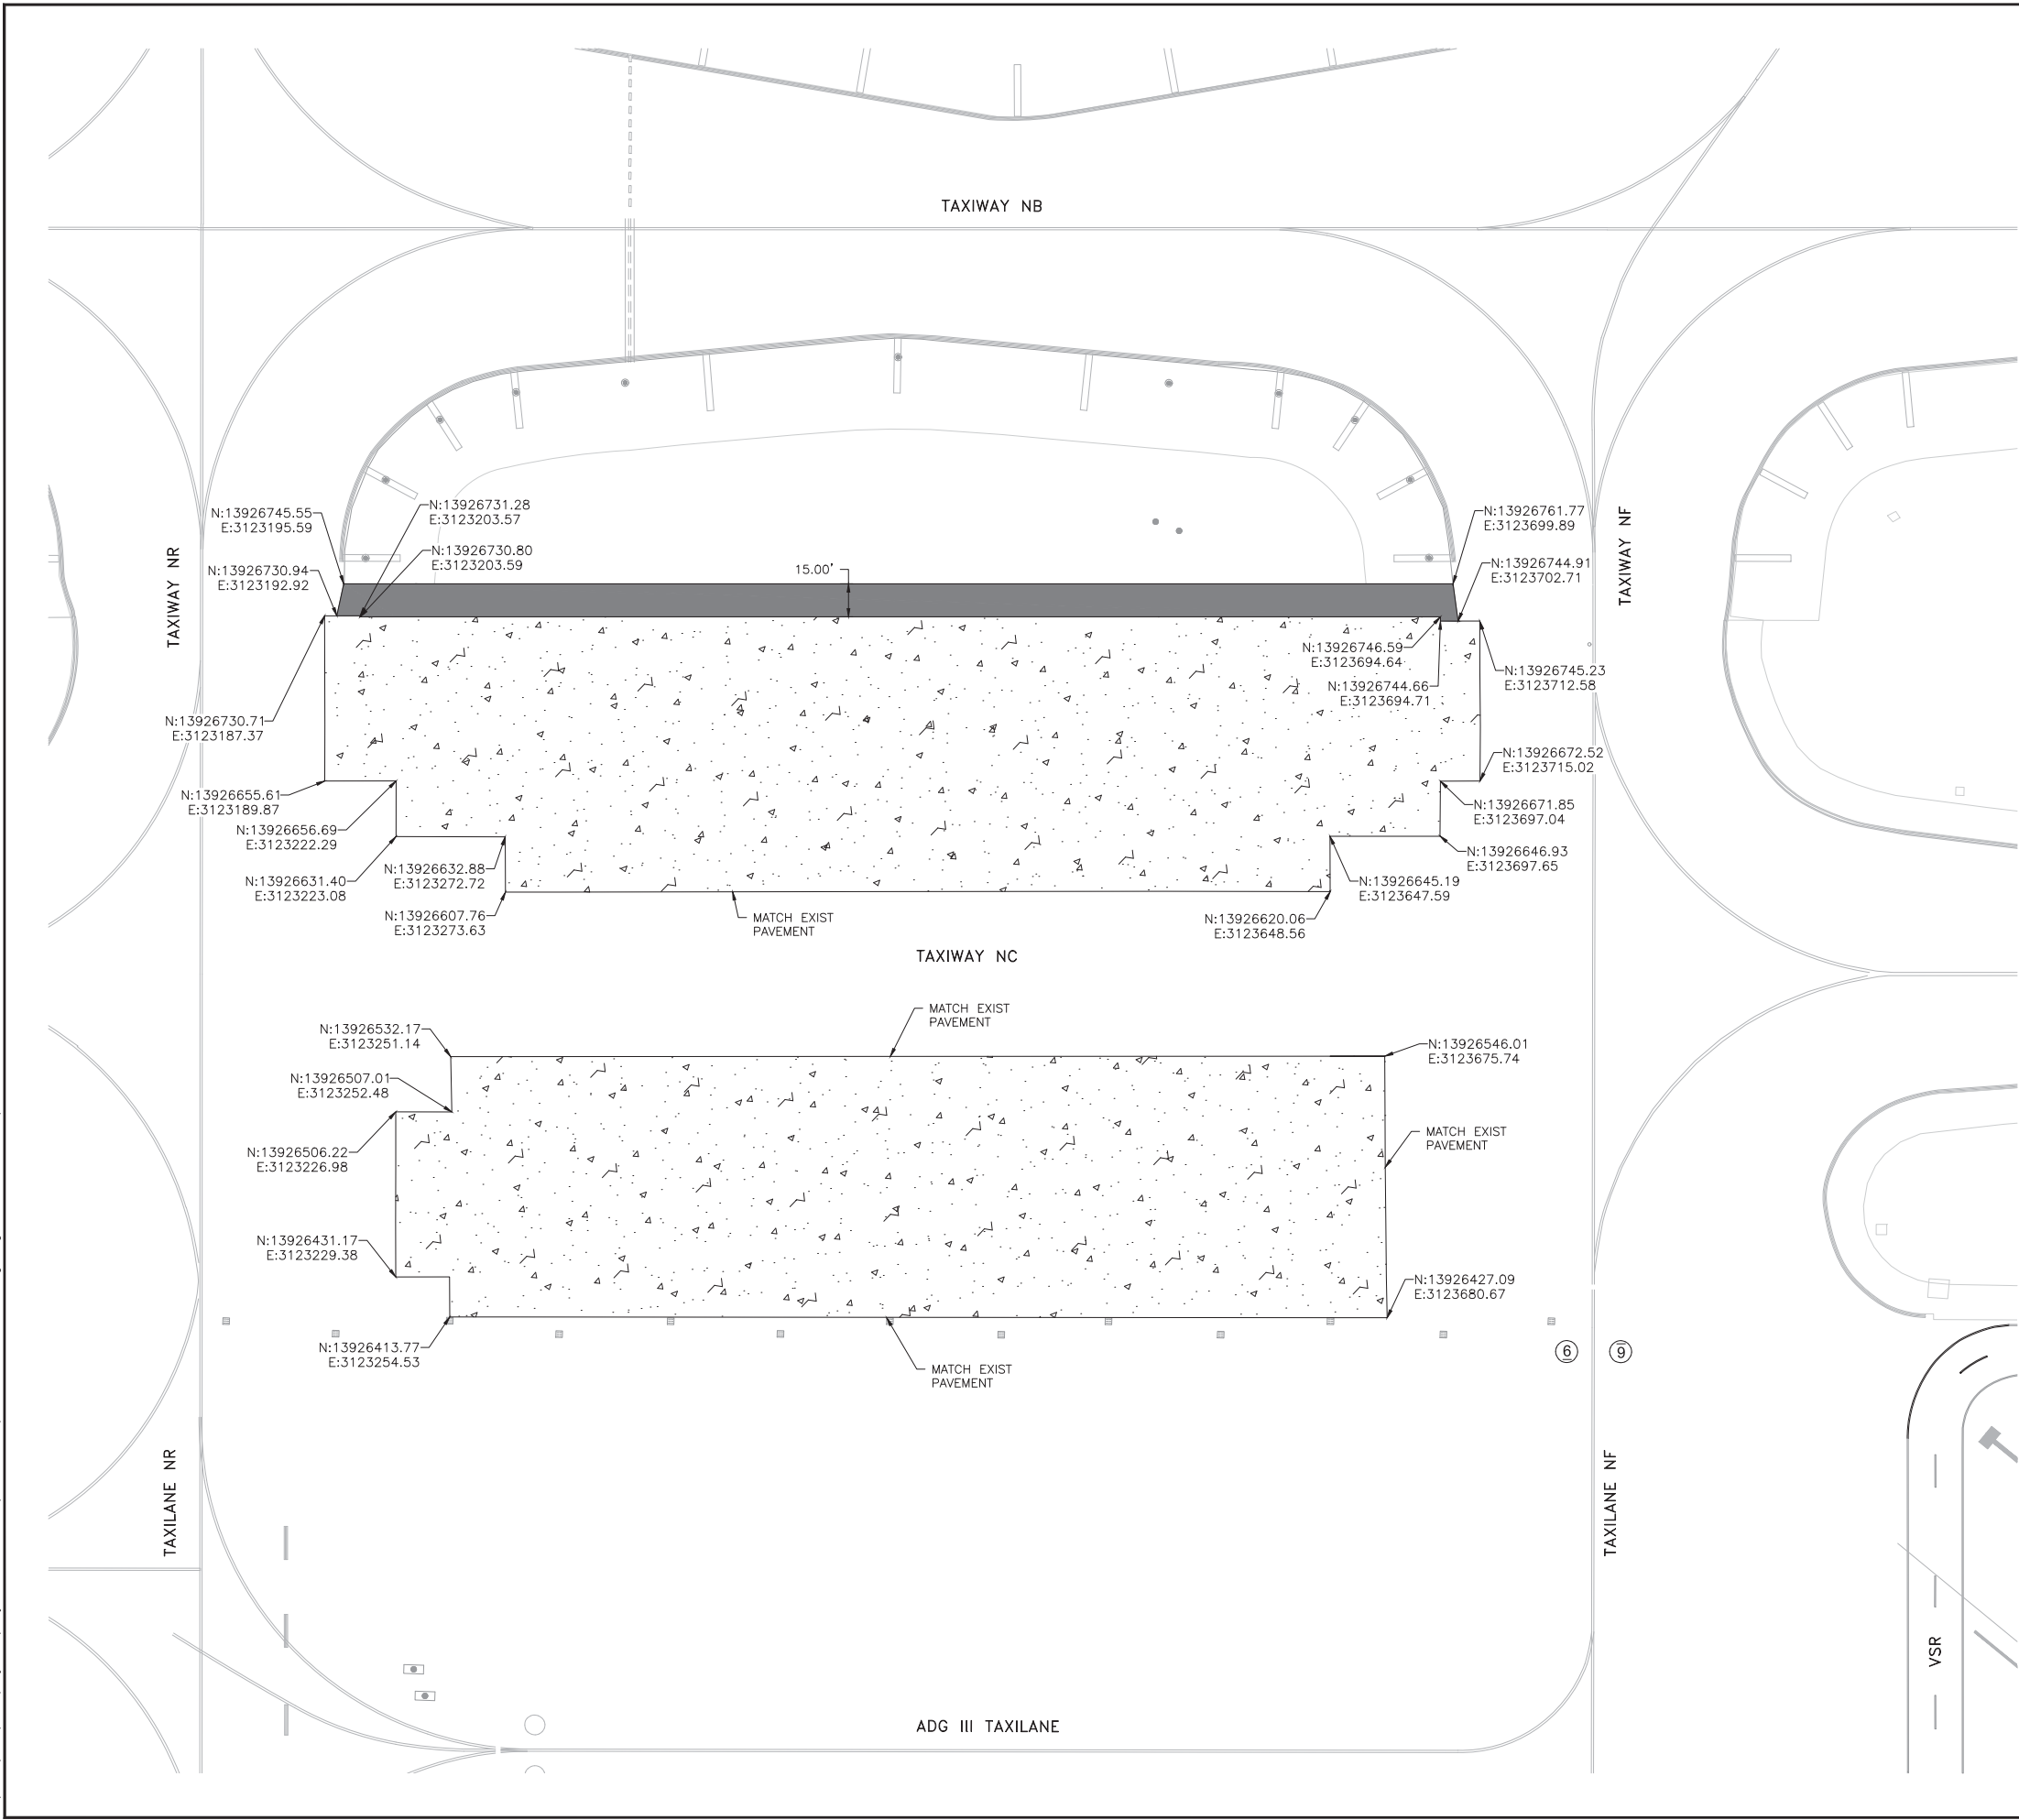 TAXIWAY NB
N:13926745.55
E:3123195.59
N:13926731.28
E:3123203.57
N:13926730.80
E:3123203.59
N:13926730.94
E:3123192.92
15.00'
N:13926761.77
E:3123699.89
N:13926744.91
E:3123702.71
TAXIWAY NR
TAXIWAY NF
N:13926746.59
E:3123694.64
N:13926744.66
E:3123694.71
N:13926745.23
E:3123712.58
N:13926730.71
E:3123187.37
N:13926672.52
E:3123715.02
N:13926655.61
E:3123189.87
N:13926671.85
E:3123697.04
N:13926656.69
E:3123222.29
N:13926646.93
E:3123697.65
N:13926632.88
E:3123272.72
N:13926631.40
E:3123223.08
N:13926645.19
E:3123647.59
N:13926607.76
E:3123273.63
MATCH EXIST
PAVEMENT
N:13926620.06
E:3123648.56
TAXIWAY NC
MATCH EXIST
PAVEMENT
N:13926532.17
E:3123251.14
N:13926546.01
E:3123675.74
N:13926507.01
E:3123252.48
MATCH EXIST
PAVEMENT
N:13926506.22
E:3123226.98
N:13926431.17
E:3123229.38
N:13926427.09
E:3123680.67
N:13926413.77
E:3123254.53
MATCH EXIST
PAVEMENT
6
9
TAXILANE NR
TAXILANE NF
VSR
ADG III TAXILANE